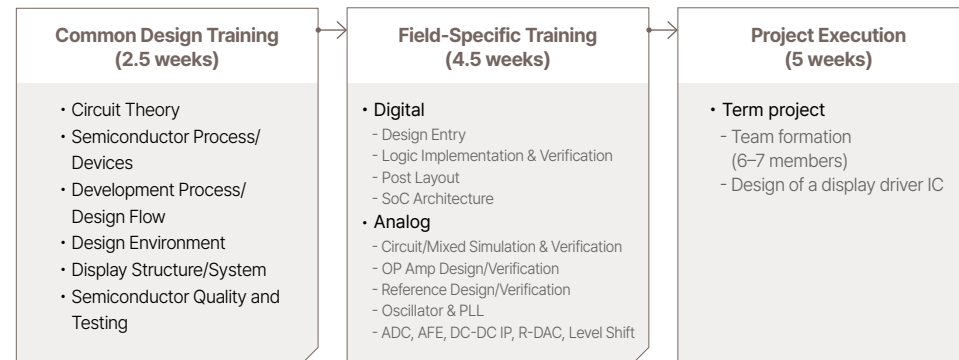 Common Design Training
(2.5 weeks)
• Circuit Theory
• Semiconductor Process/
Devices
• Development Process/
Design Flow
• Design Environment
• Display Structure/System
• Semiconductor Quality and
Testing
Field-Specific Training
(4.5 weeks)
• Digital
- Design Entry
- Logic Implementation & Verification
- Post Layout
- SoC Architecture
• Analog
- Circuit/Mixed Simulation & Verification
- OP Amp Design/Verification
- Reference Design/Verification
- Oscillator & PLL
- ADC, AFE, DC-DC IP, R-DAC, Level Shift
Project Execution
(5 weeks)
• Term project
- Team formation
(6–7 members)
- Design of a display driver IC